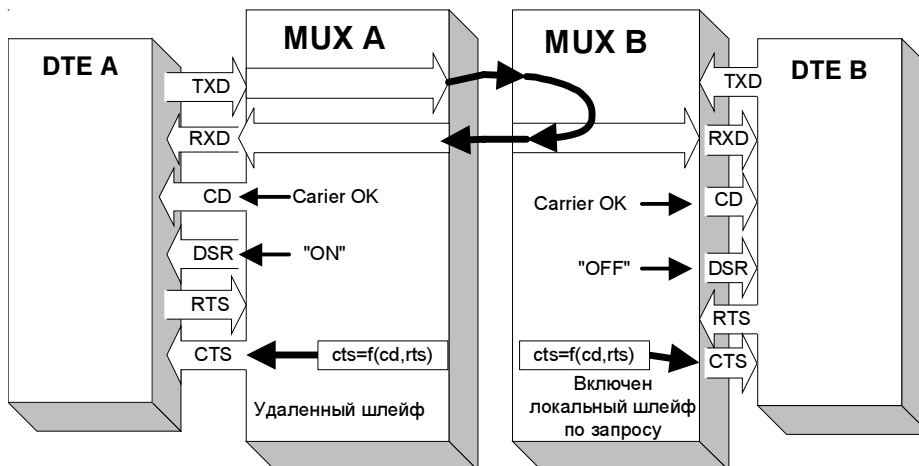 MUX A
MUX B
DTE A
DTE B
TXD
TXD
RXD
RXD
CD
Carier OK
Carrier OK
CD
DSR
"ON"
"OFF"
DSR
RTS
RTS
CTS
cts=f(cd,rts)
cts=f(cd,rts)
CTS
Удаленный шлейф
Включен
локальный шлейф
по запросу